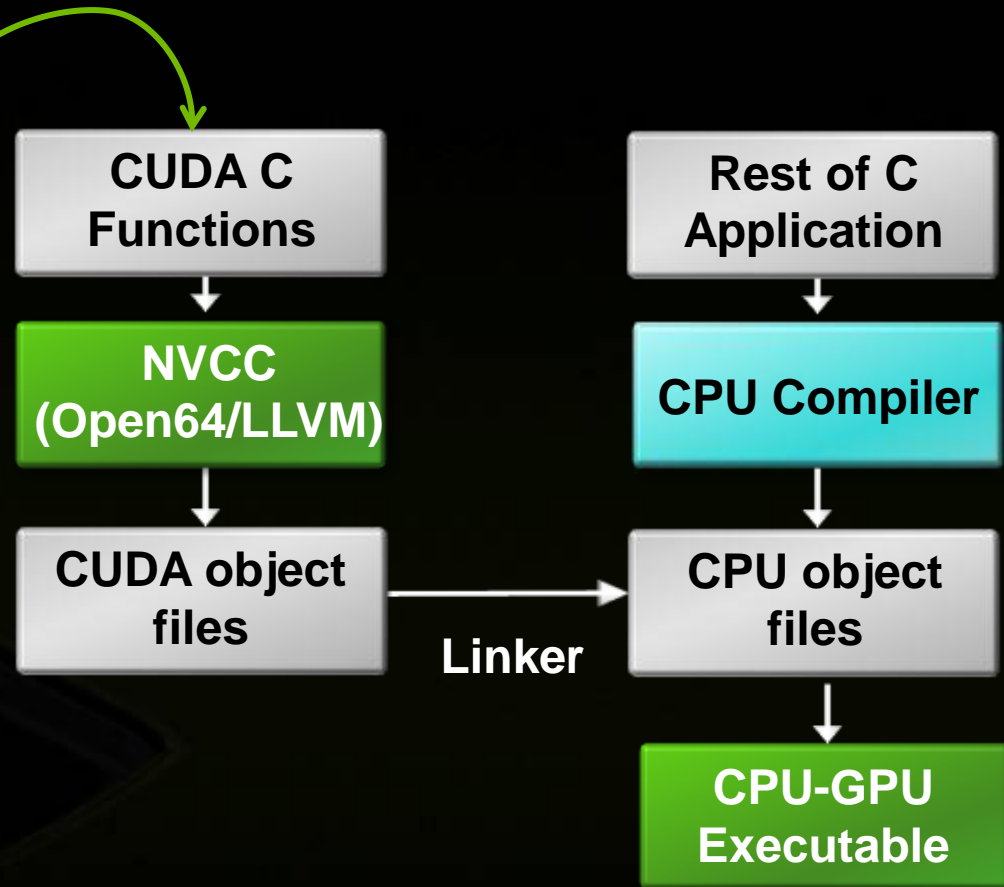 CUDA C
Functions
Rest of C
Application
NVCC
(Open64/LLVM)
CPU Compiler
CUDA object
files
Linker
CPU object
files
CPU-GPU
Executable